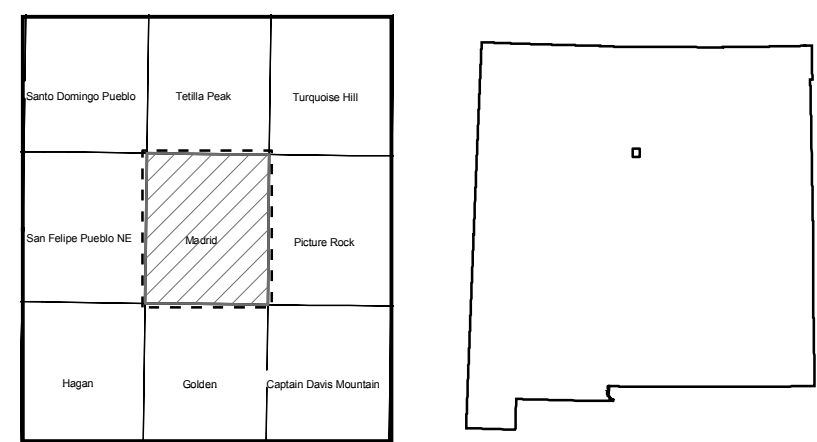 Santo Domingo Pueblo
Tetilla Peak
Turquoise Hill
San Felipe Pueblo NE
Madrid
Picture Rock
Hagan
Golden
Captain Davis Mountain